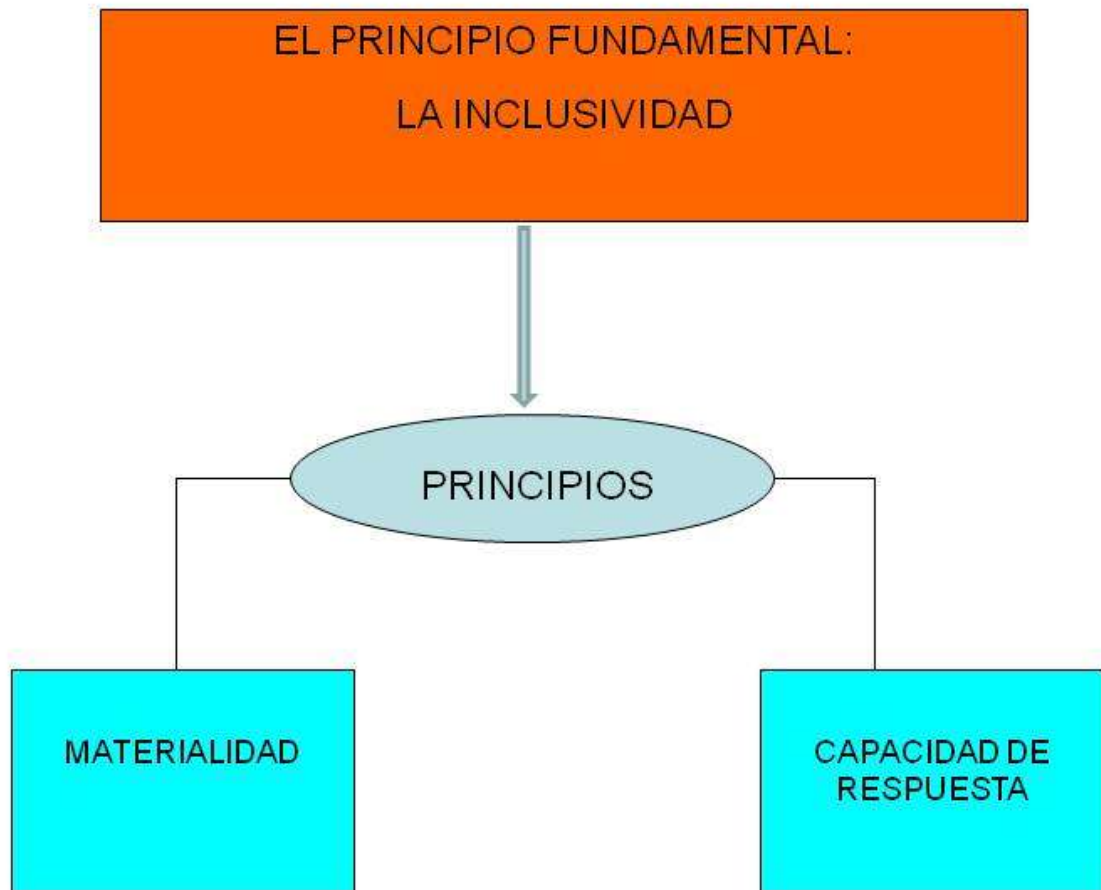 EL PRINCIPIO FUNDAMENTAL:
LA INCLUSIVIDAD
PRINCIPIOS
MATERIALIDAD
CAPACIDAD DE
RESPUESTA